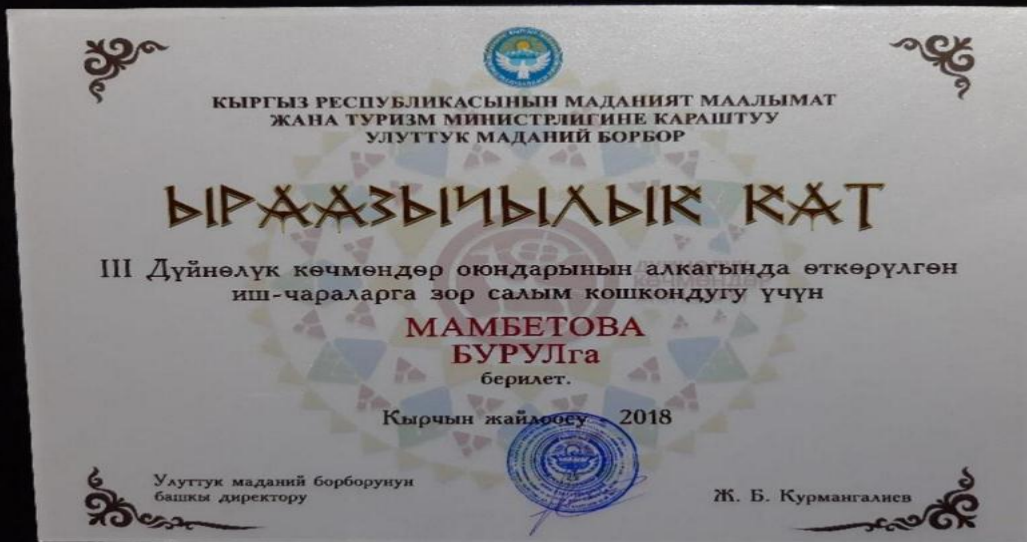 КЫРГЫЗ РЕСПУБЛИКАСЫНЫН МАДАНИЯТ МААЛЫМАТ
ЖАНА ТУРИЗМ МИНИСТРЛИГИНЕ КАРАШТУУ
УЛУТТУК МАДАНИЙ БОРБОР
ЫРААЗЫЧЫЛЫК КАТ
III Дүйнөлүк көчмөндөр оюндарынын алкагында өткөрүлгөн
иш-чараларга зор салым кошкондугу үчүн
МАМБЕТОВА
БУРУЛга
берилет.
Кырчын жайлоосу - 2018
Улуттук маданий борборунун
башкы директору
Ж. Б. Курмангалиев